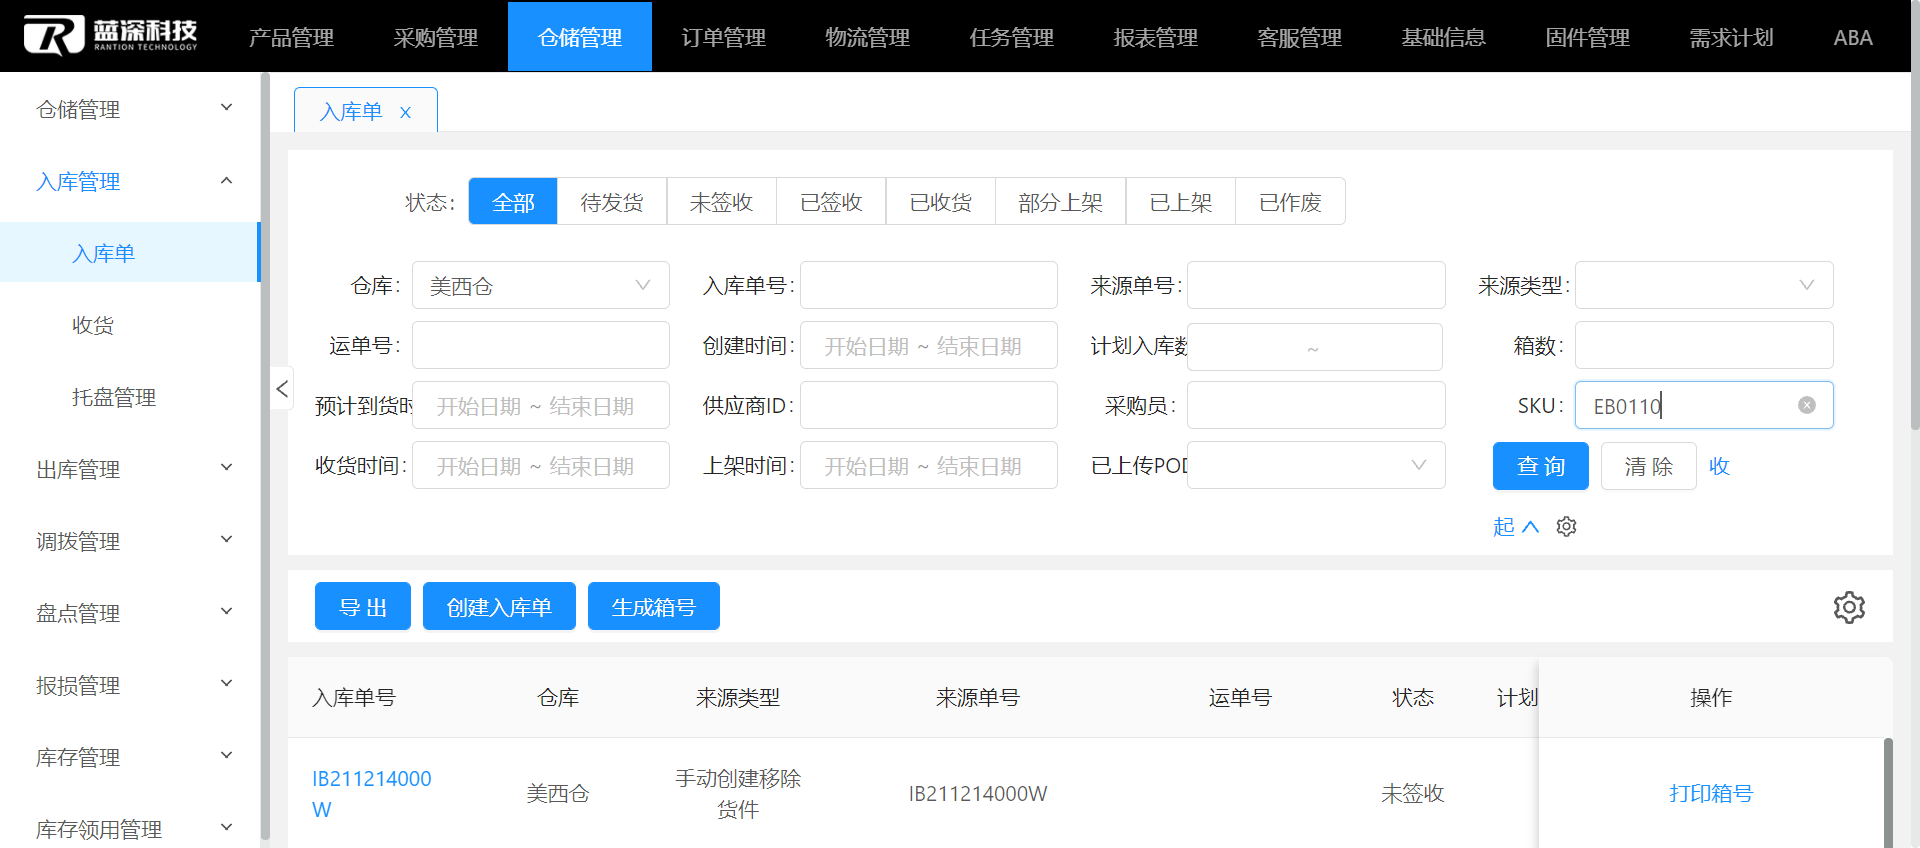 蓝深科技
RANTION TECHNOLOGY
产品管理 采购管理 仓储管理 订单管理 物流管理 任务管理 报表管理 客服管理 基础信息 固件管理 需求计划 ABA
仓储管理
入库管理
入库单
收货
托盘管理
出库管理
调拨管理
盘点管理
报损管理
库存管理
库存领用管理
入库单 x
状态: 全部 待发货 未签收 已签收 已收货 部分上架 已上架 已作废
仓库: 美西仓 入库单号: 来源单号: 来源类型:
运单号: 创建时间: 开始日期 ~ 结束日期 计划入库数 ~ 箱数:
预计到货时 开始日期 ~ 结束日期 供应商ID: 采购员: SKU: EB0110
收货时间: 开始日期 ~ 结束日期 上架时间: 开始日期 ~ 结束日期 已上传POD 查 询 清 除 收
起
导 出 创建入库单 生成箱号
入库单号 仓库 来源类型 来源单号 运单号 状态 计划 操作
IB211214000
W
美西仓
手动创建移除
货件
IB211214000W
未签收
打印箱号